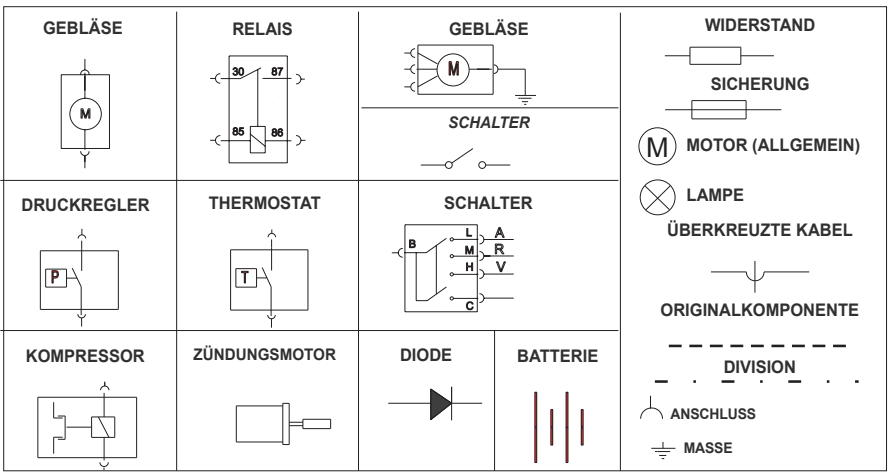 GEBLÄSE
M
RELAIS
30 87
85 86
GEBLÄSE
M
SCHALTER
DRUCKREGLER
P
THERMOSTAT
T
SCHALTER
B
L A
M R
H V
C
KOMPRESSOR
ZÜNDUNGSMOTOR
DIODE
BATTERIE
WIDERSTAND
SICHERUNG
M MOTOR (ALLGEMEIN)
LAMPE
ÜBERKREUZTE KABEL
ORIGINALKOMPONENTE
DIVISION
ANSCHLUSS
MASSE